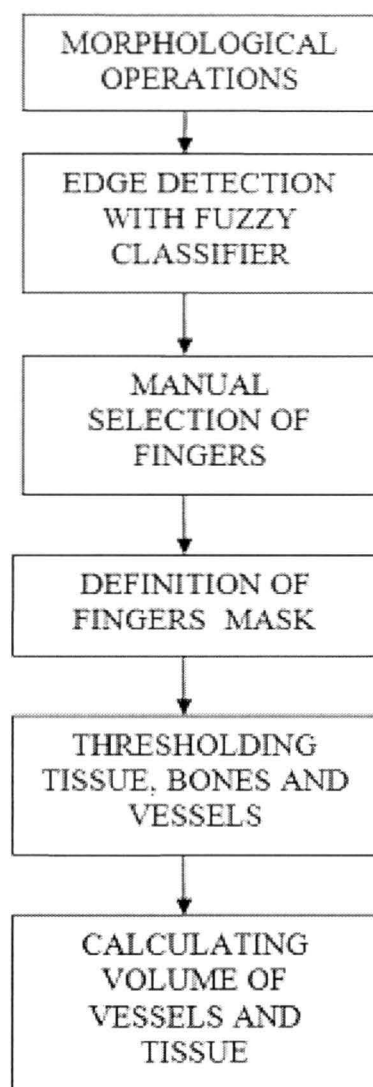 MORPHOLOGICAL
OPERATIONS
EDGE DETECTION
WITH FUZZY
CLASSIFIER
MANUAL
SELECTION OF
FINGERS
DEFINITION OF
FINGERS MASK
THRESHOLDING
TISSUE, BONES AND
VESSELS
CALCULATING
VOLUME OF
VESSELS AND
TISSUE